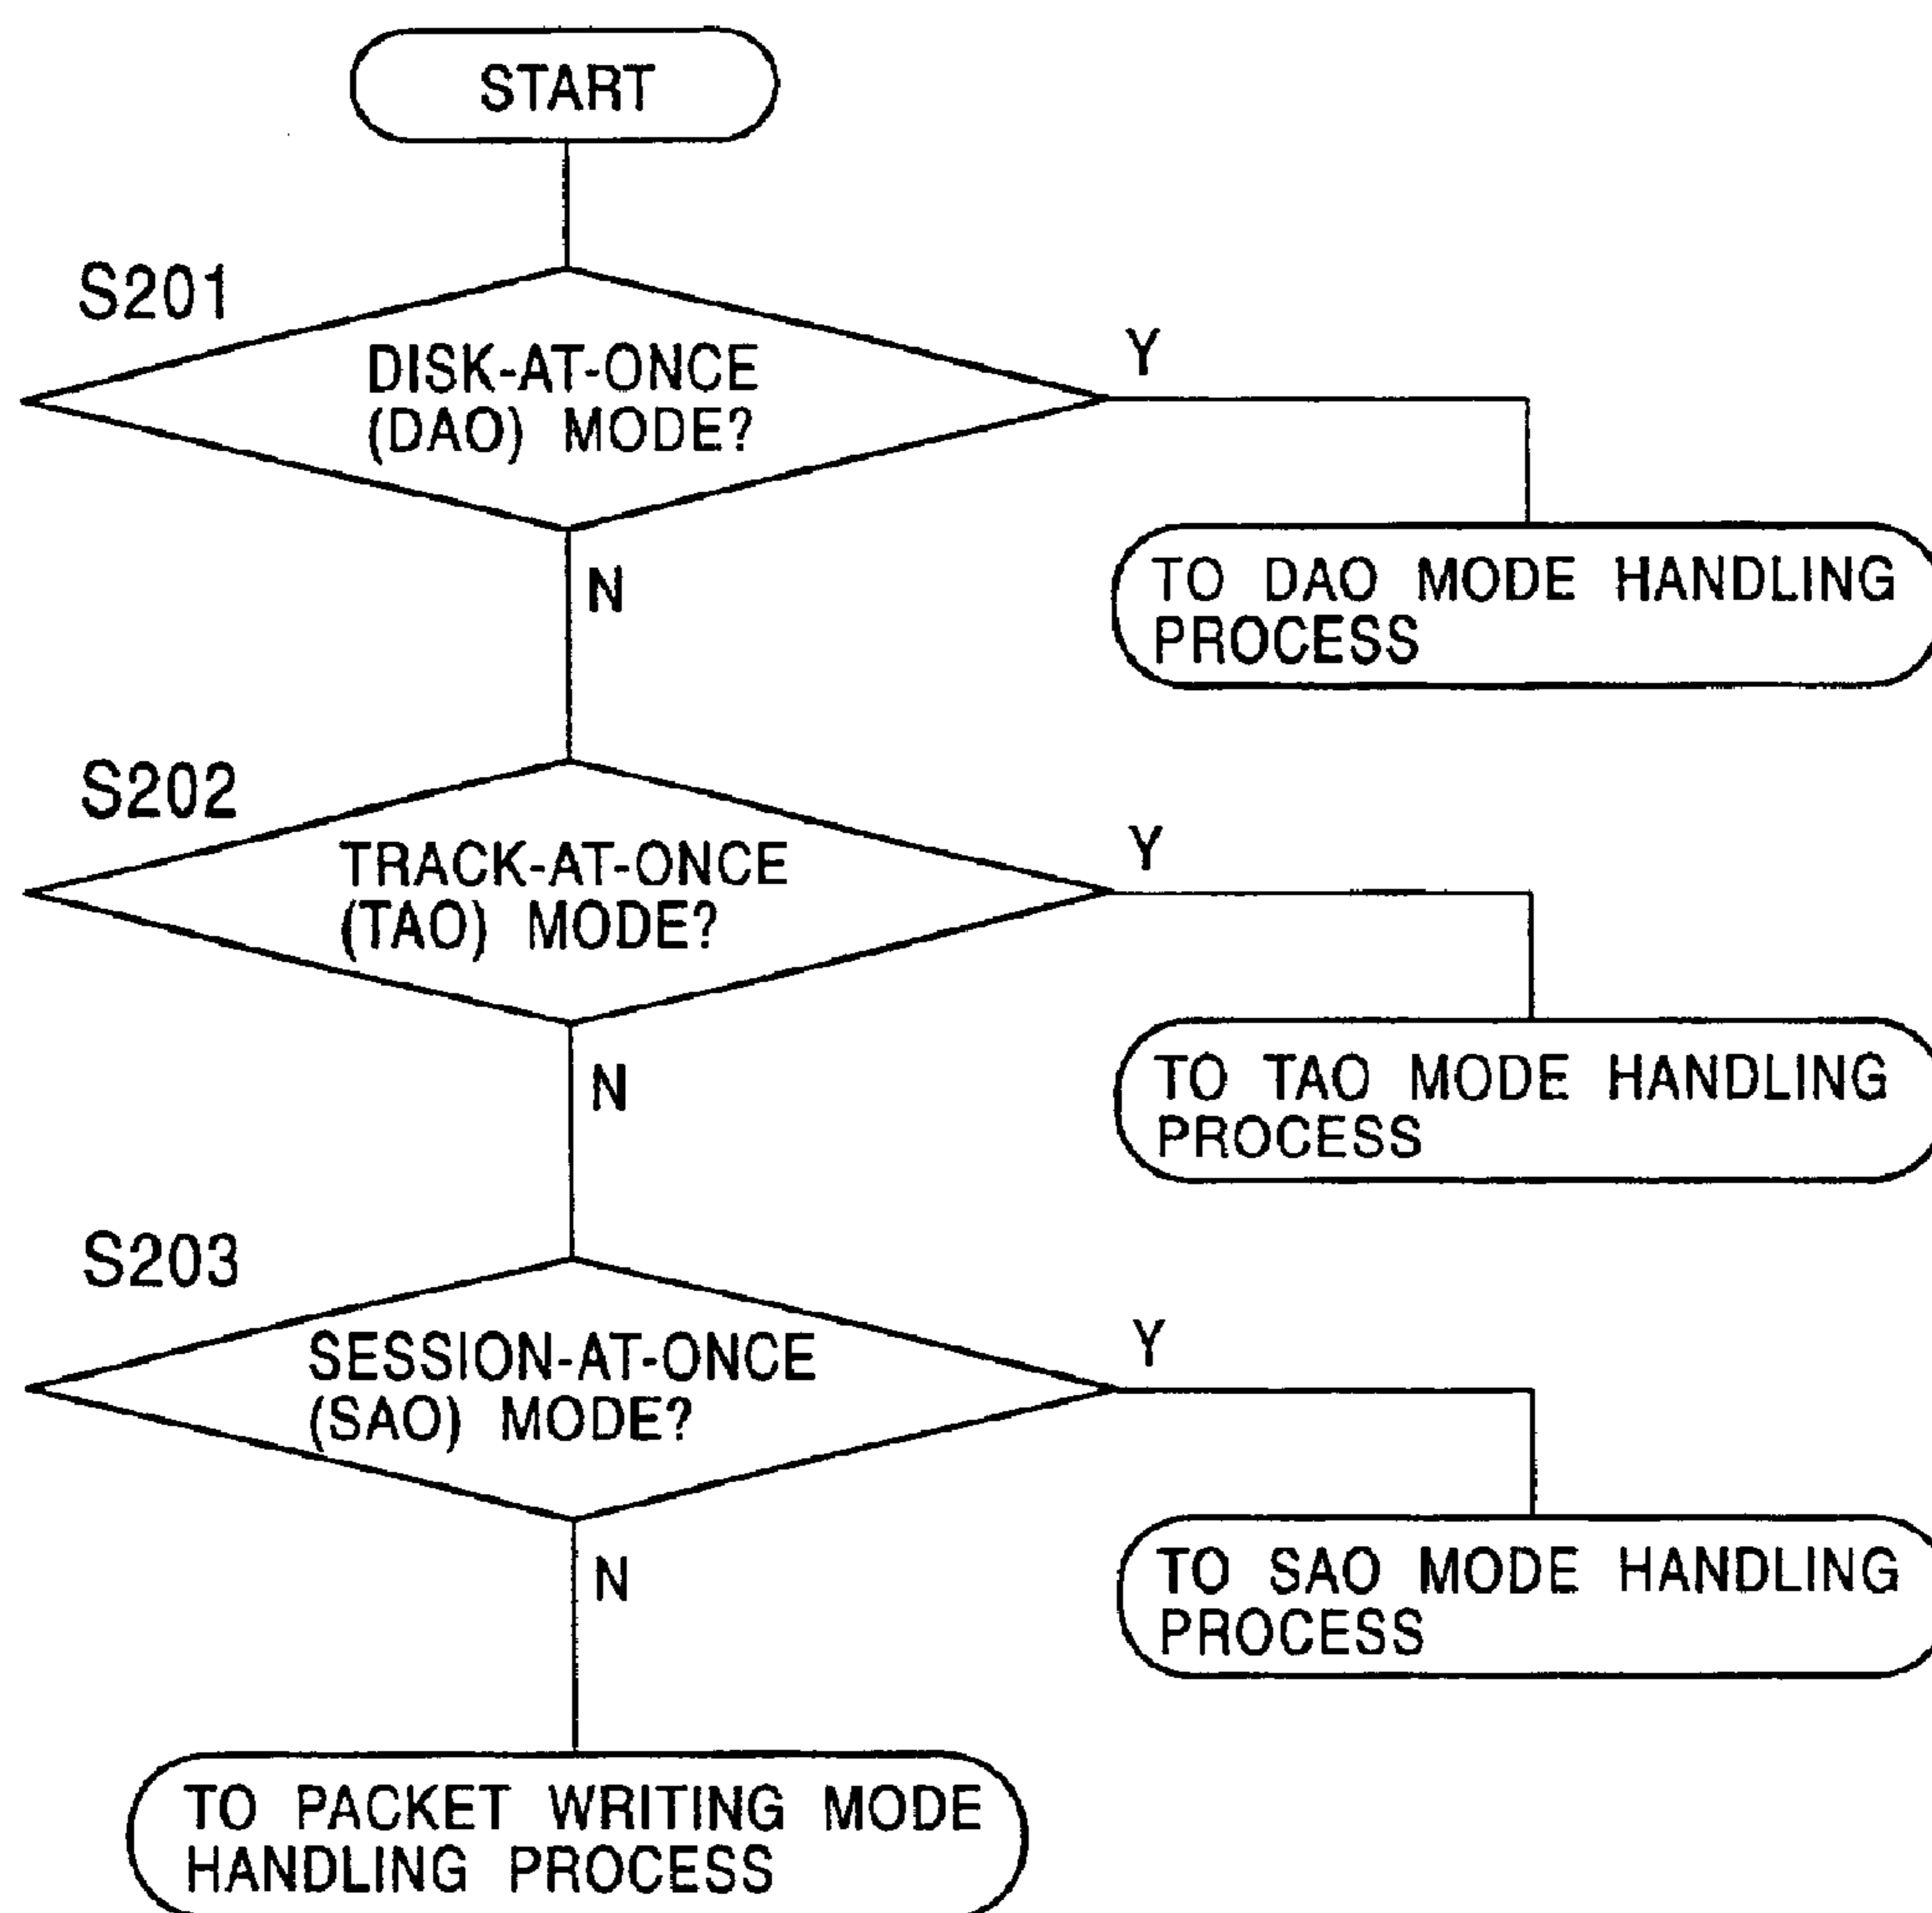 START
S201
DISK-AT-ONCE
(DAO) MODE?
Y
N
TO DAO MODE HANDLING
PROCESS
S202
TRACK-AT-ONCE
(TAO) MODE?
Y
N
TO TAO MODE HANDLING
PROCESS
S203
SESSION-AT-ONCE
(SAO) MODE?
Y
N
TO SAO MODE HANDLING
PROCESS
TO PACKET WRITING MODE
HANDLING PROCESS